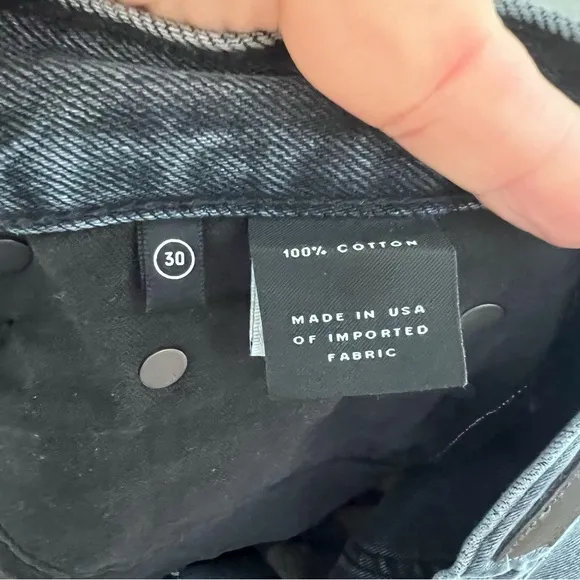 30
100% COTTON
MADE IN USA
OF IMPORTED
FABRIC